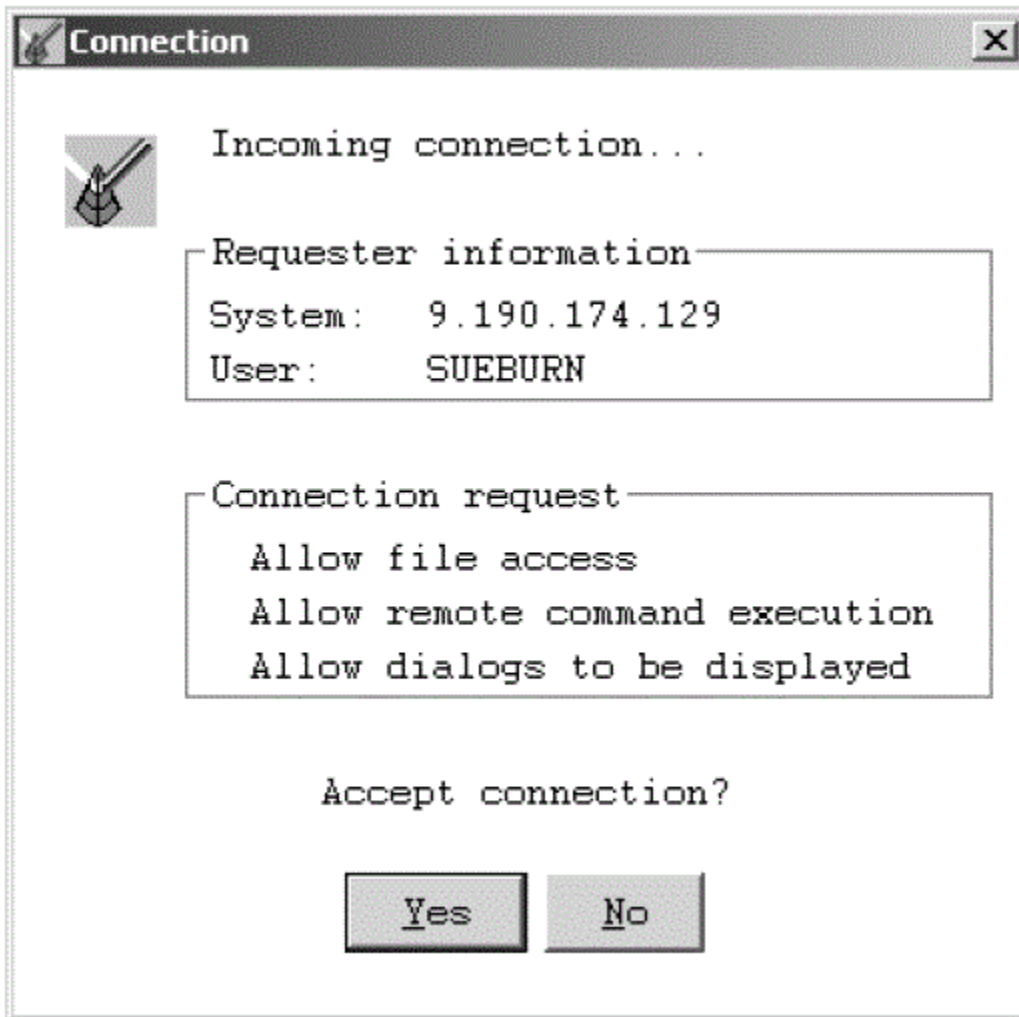 Connection
Incoming connection...
Requester information
System: 9.190.174.129
User: SUEBURN
Connection request
Allow file access
Allow remote command execution
Allow dialogs to be displayed
Accept connection?
Yes No